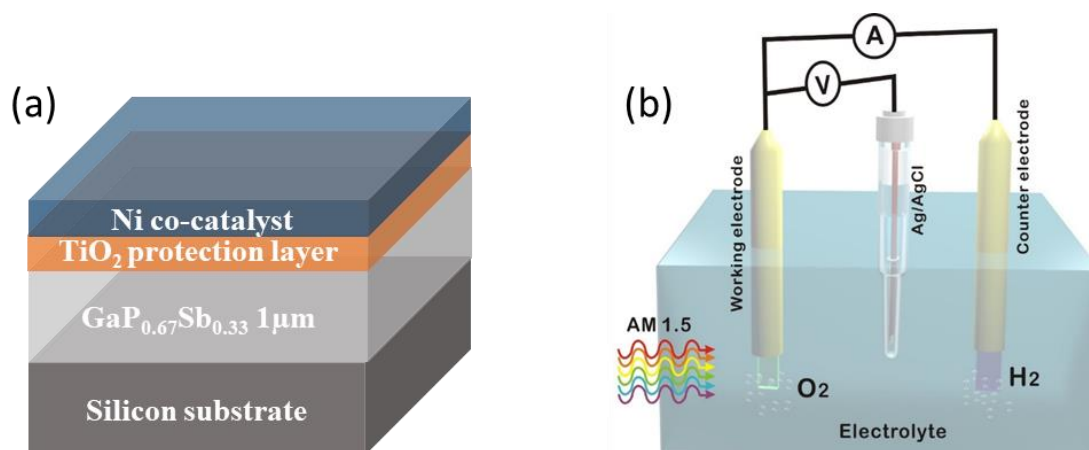 (a)
Ni co-catalyst
TiO₂ protection layer
GaP₀.₆₇Sb₀.₃₃ 1μm
Silicon substrate
(b)
A
V
Working electrode
Ag/AgCl
Counter electrode
AM 1.5
O₂
H₂
Electrolyte